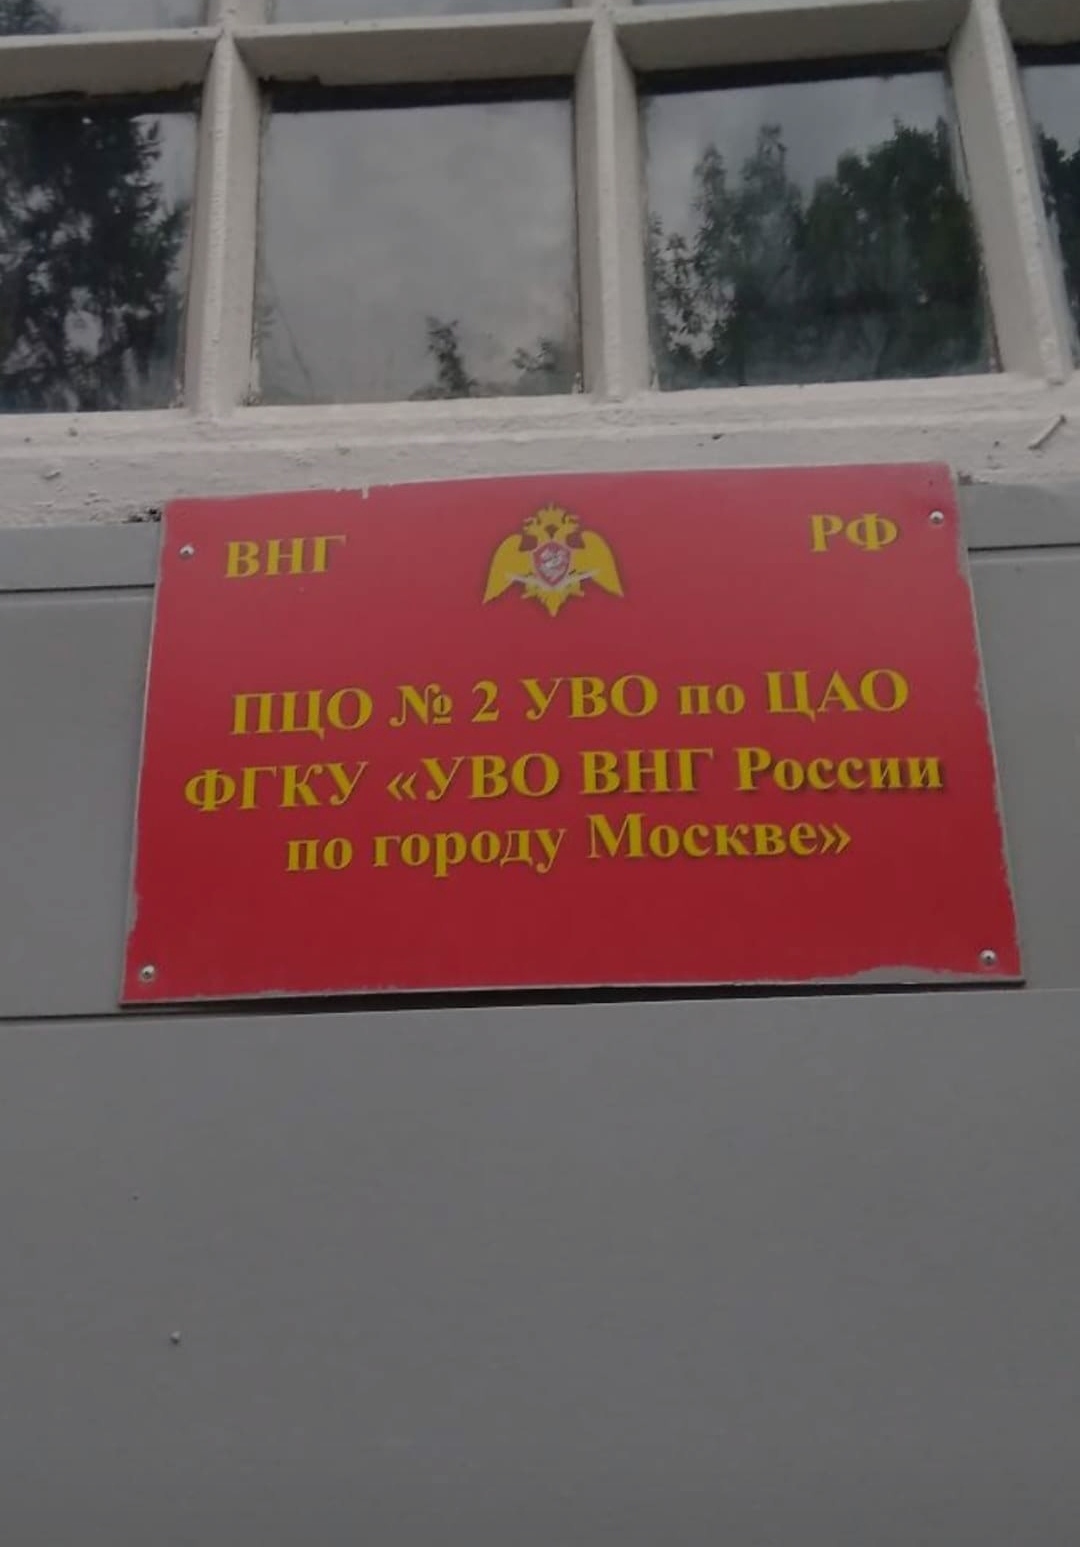 ВНГ РФ
ПЦО № 2 УВО по ЦАО
ФГКУ «УВО ВНГ России
по городу Москве»